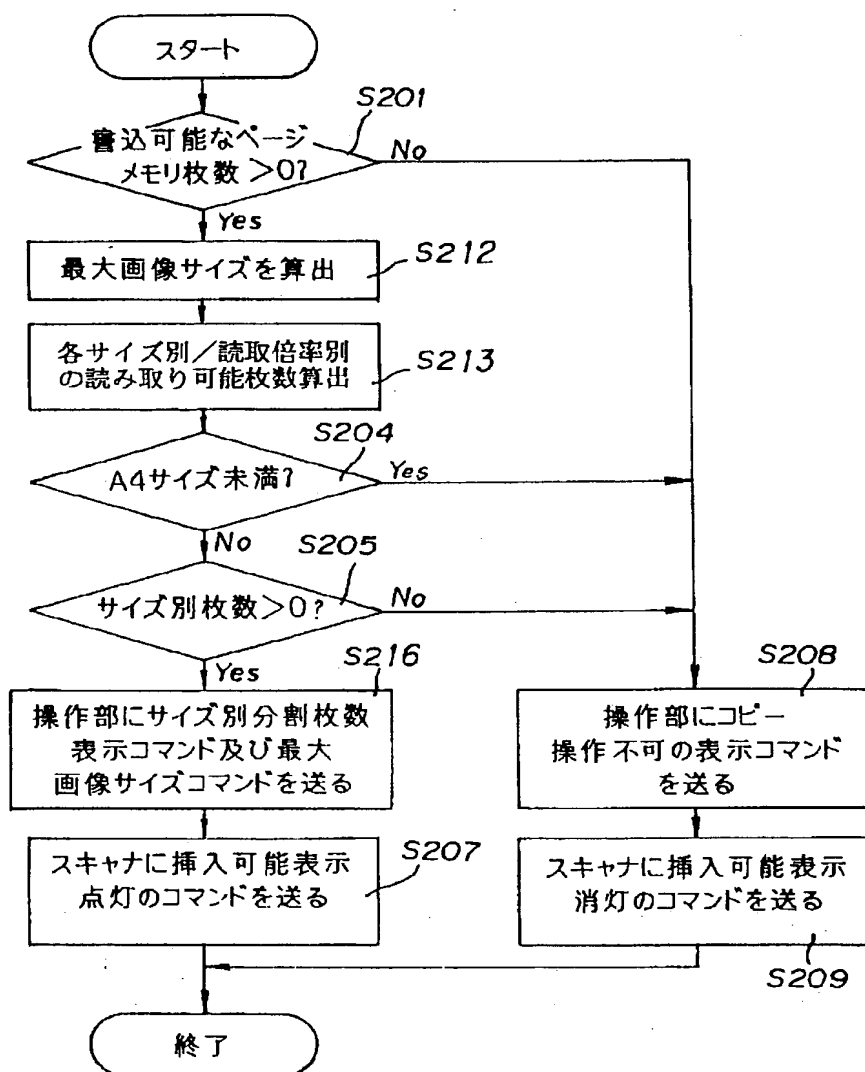 スタート
S201
書込可能なページ
メモリ枚数>0?
No
Yes
最大画像サイズを算出
S212
各サイズ別/読取倍率別
の読み取り可能枚数算出
S213
S204
A4サイズ未満?
Yes
No
S205
サイズ別枚数>0?
No
Yes
S216
操作部にサイズ別分割枚数
表示コマンド及び最大
画像サイズコマンドを送る
S208
操作部にコピー
操作不可の表示コマンド
を送る
スキャナに挿入可能表示
点灯のコマンドを送る
S207
スキャナに挿入可能表示
消灯のコマンドを送る
S209
終了